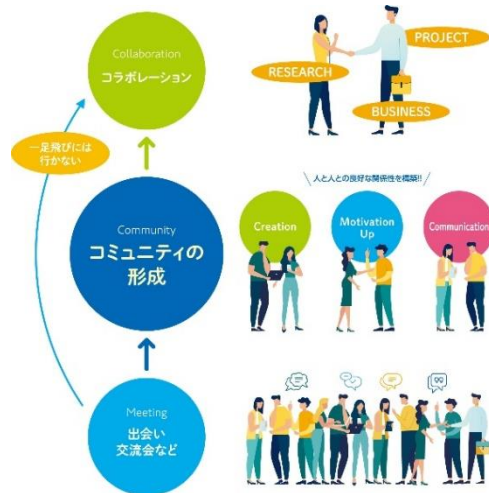 Collaboration
コラボレーション
PROJECT
RESEARCH
BUSINESS
一足飛びには
行かない
人と人との良好な関係性を構築!!
Community
コミュニティの
形成
Creation
Motivation
Up
Communication
Meeting
出会い
交流会など